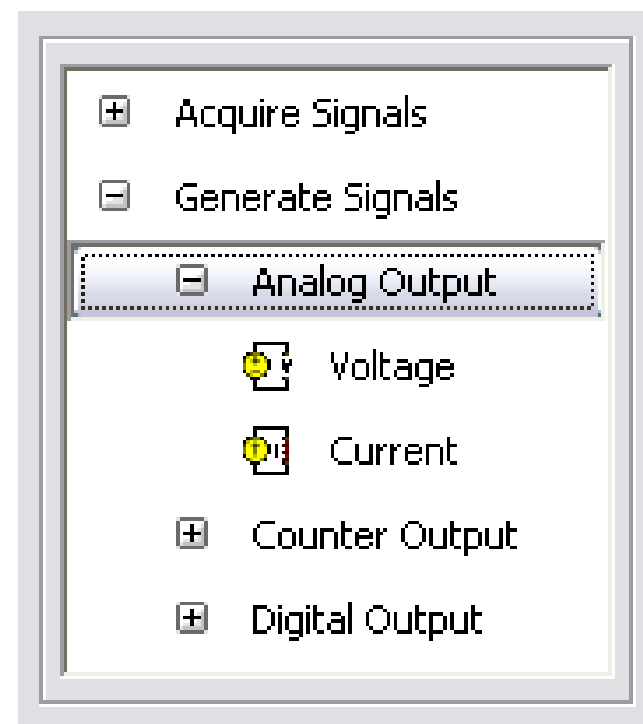 Acquire Signals
Generate Signals
Analog Output
Voltage
Current
Counter Output
Digital Output